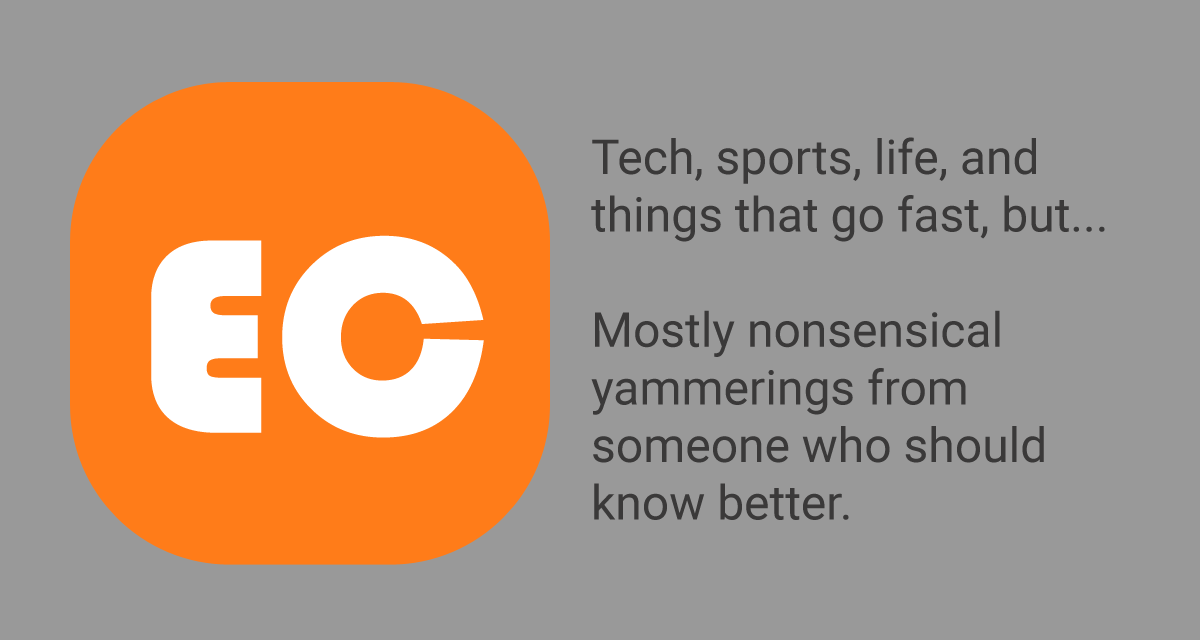 EC
Tech, sports, life, and
things that go fast, but...
Mostly nonsensical
yammerings from
someone who should
know better.